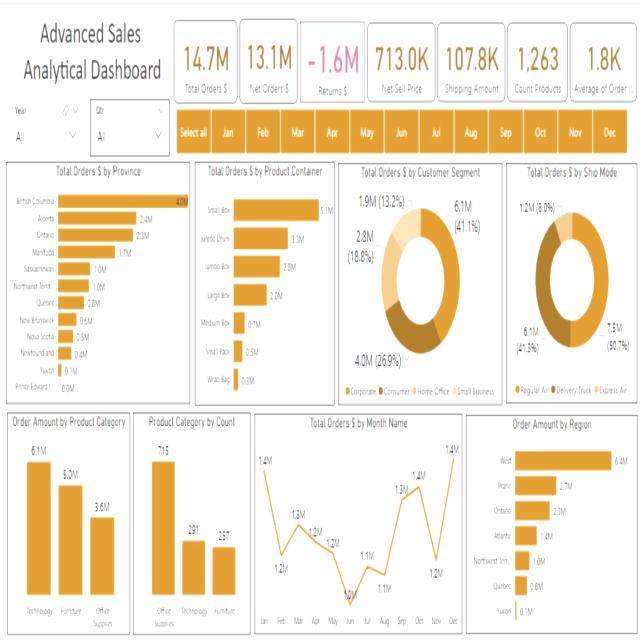 Advanced Sales
Analytical Dashboard
14.7M
Total Orders $
13.1M
Net Orders $
-1.6M
Returns $
713.0K
Net Sell Price
107.8K
Shipping Amount
1,263
Count Products
1.8K
Average of Order ...
Year
All
Qtr
All
Select all Jan Feb Mar Apr May Jun Jul Aug Sep Oct Nov Dec
Total Orders $ by Province
British Columbia 4.0M
Alberta 2.4M
Ontario 2.3M
Manitoba 1.7M
Saskachewan 1.0M
Northwest Territ... 1.0M
Quebec 0.8M
New Brunswick 0.6M
Nova Scotia 0.5M
Newfoundland 0.4M
Yukon 0.1M
Prince Edward I... 0.0M
Total Orders $ by Product Container
Small Box 5.1M
Jumbo Drum 3.3M
Jumbo Box 2.8M
Large Box 2.0M
Medium Box 0.7M
Small Pack 0.5M
Wrap Bag 0.3M
Total Orders $ by Customer Segment
1.9M (13.2%)
6.1M
(41.1%)
2.8M
(18.8%)
4.0M (26.9%)
Corporate Consumer Home Office Small Business
Total Orders $ by Ship Mode
1.2M (8.0%)
6.1M
(41.3%)
7.5M
(50.7%)
Regular Air Delivery Truck Express Air
Order Amount by Product Category
6.1M
5.0M
3.6M
Technology Furniture Office
Supplies
Product Category by Count
715
291
257
Office
Supplies
Technology Furniture
Total Orders $ by Month Name
1.4M
1.2M
1.3M
1.2M
1.2M
1.0M
1.1M
1.1M
1.3M
1.4M
1.2M
1.4M
Jan Feb Mar Apr May Jun Jul Aug Sep Oct Nov Dec
Order Amount by Region
West 6.4M
Prarie 2.7M
Ontario 2.3M
Atlantic 1.4M
Northwest Terr... 1.0M
Quebec 0.8M
Yukon 0.1M